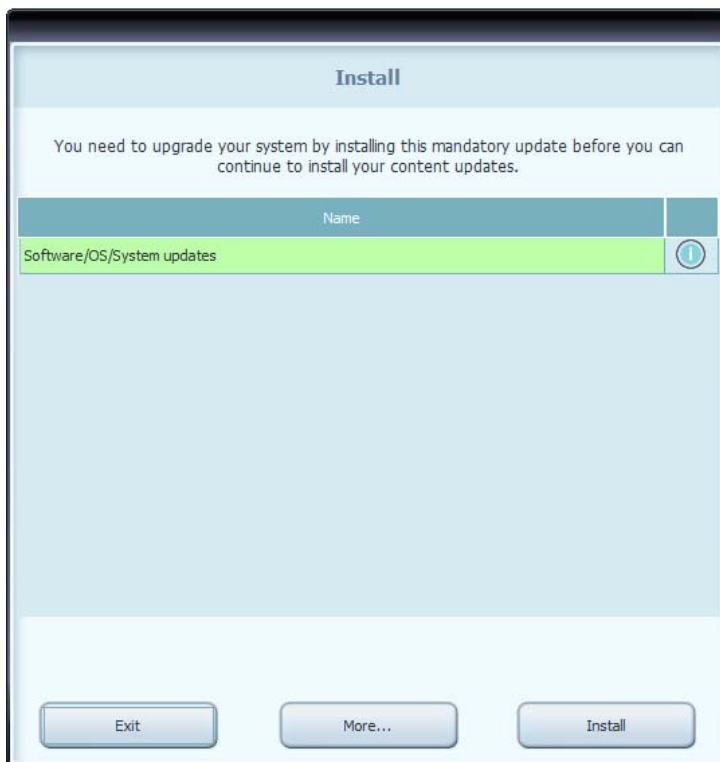 Install
You need to upgrade your system by installing this mandatory update before you can
continue to install your content updates.
Name
Software/OS/System updates
Exit
More...
Install